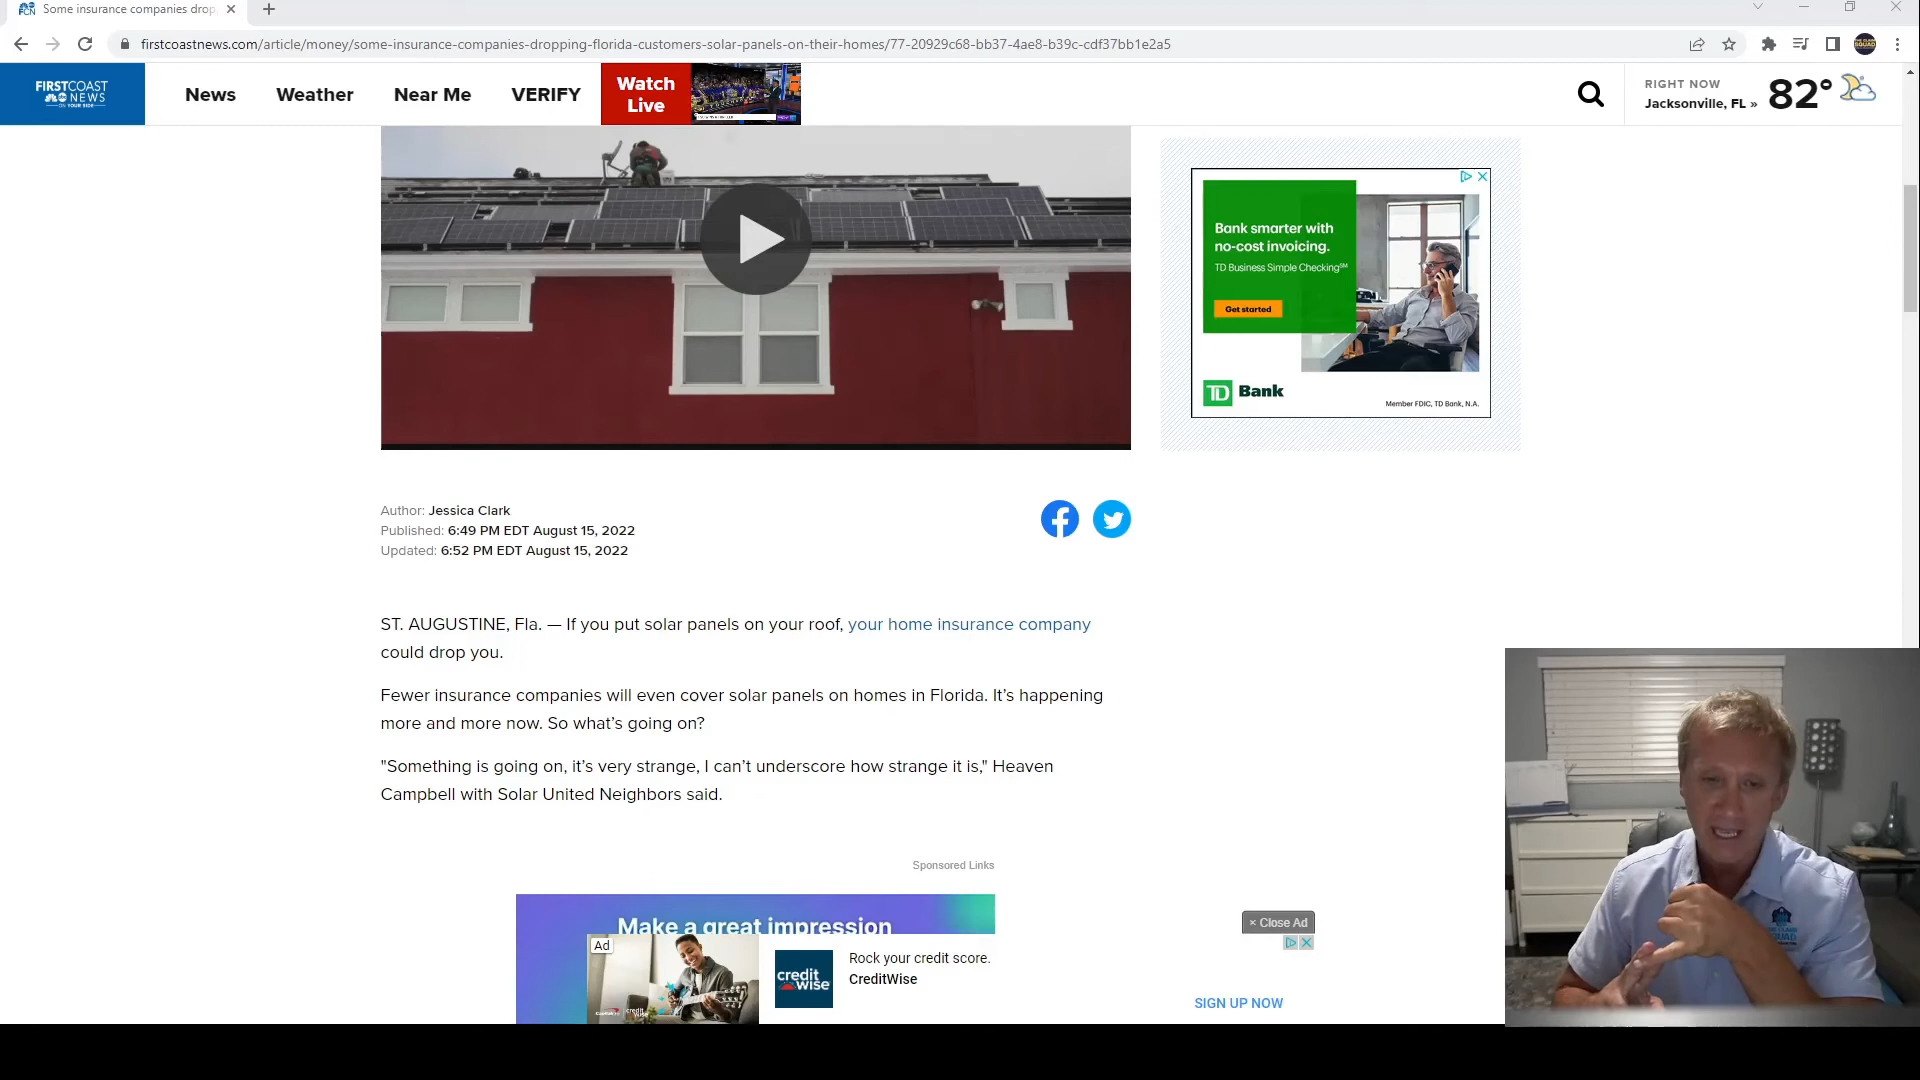 Some insurance companies drop
firstcoastnews.com/article/money/some-insurance-companies-dropping-florida-customers-solar-panels-on-their-homes/77-20929c68-bb37-4ae8-b39c-cdf37bb1e2a5
FIRSTCOAST
NEWS
ON YOUR SIDE
News
Weather
Near Me
VERIFY
Watch
Live
RIGHT NOW
Jacksonville, FL »
82°
Bank smarter with
no-cost invoicing.
TD Business Simple Checking℠
Get started
TD Bank
Member FDIC, TD Bank, N.A.
Author: Jessica Clark
Published: 6:49 PM EDT August 15, 2022
Updated: 6:52 PM EDT August 15, 2022
ST. AUGUSTINE, Fla. — If you put solar panels on your roof, your home insurance company
could drop you.
Fewer insurance companies will even cover solar panels on homes in Florida. It’s happening
more and more now. So what’s going on?
"Something is going on, it’s very strange, I can’t underscore how strange it is," Heaven
Campbell with Solar United Neighbors said.
Sponsored Links
Make a great impression
× Close Ad
Ad
credit
wise
Rock your credit score.
CreditWise
SIGN UP NOW
SQUAD